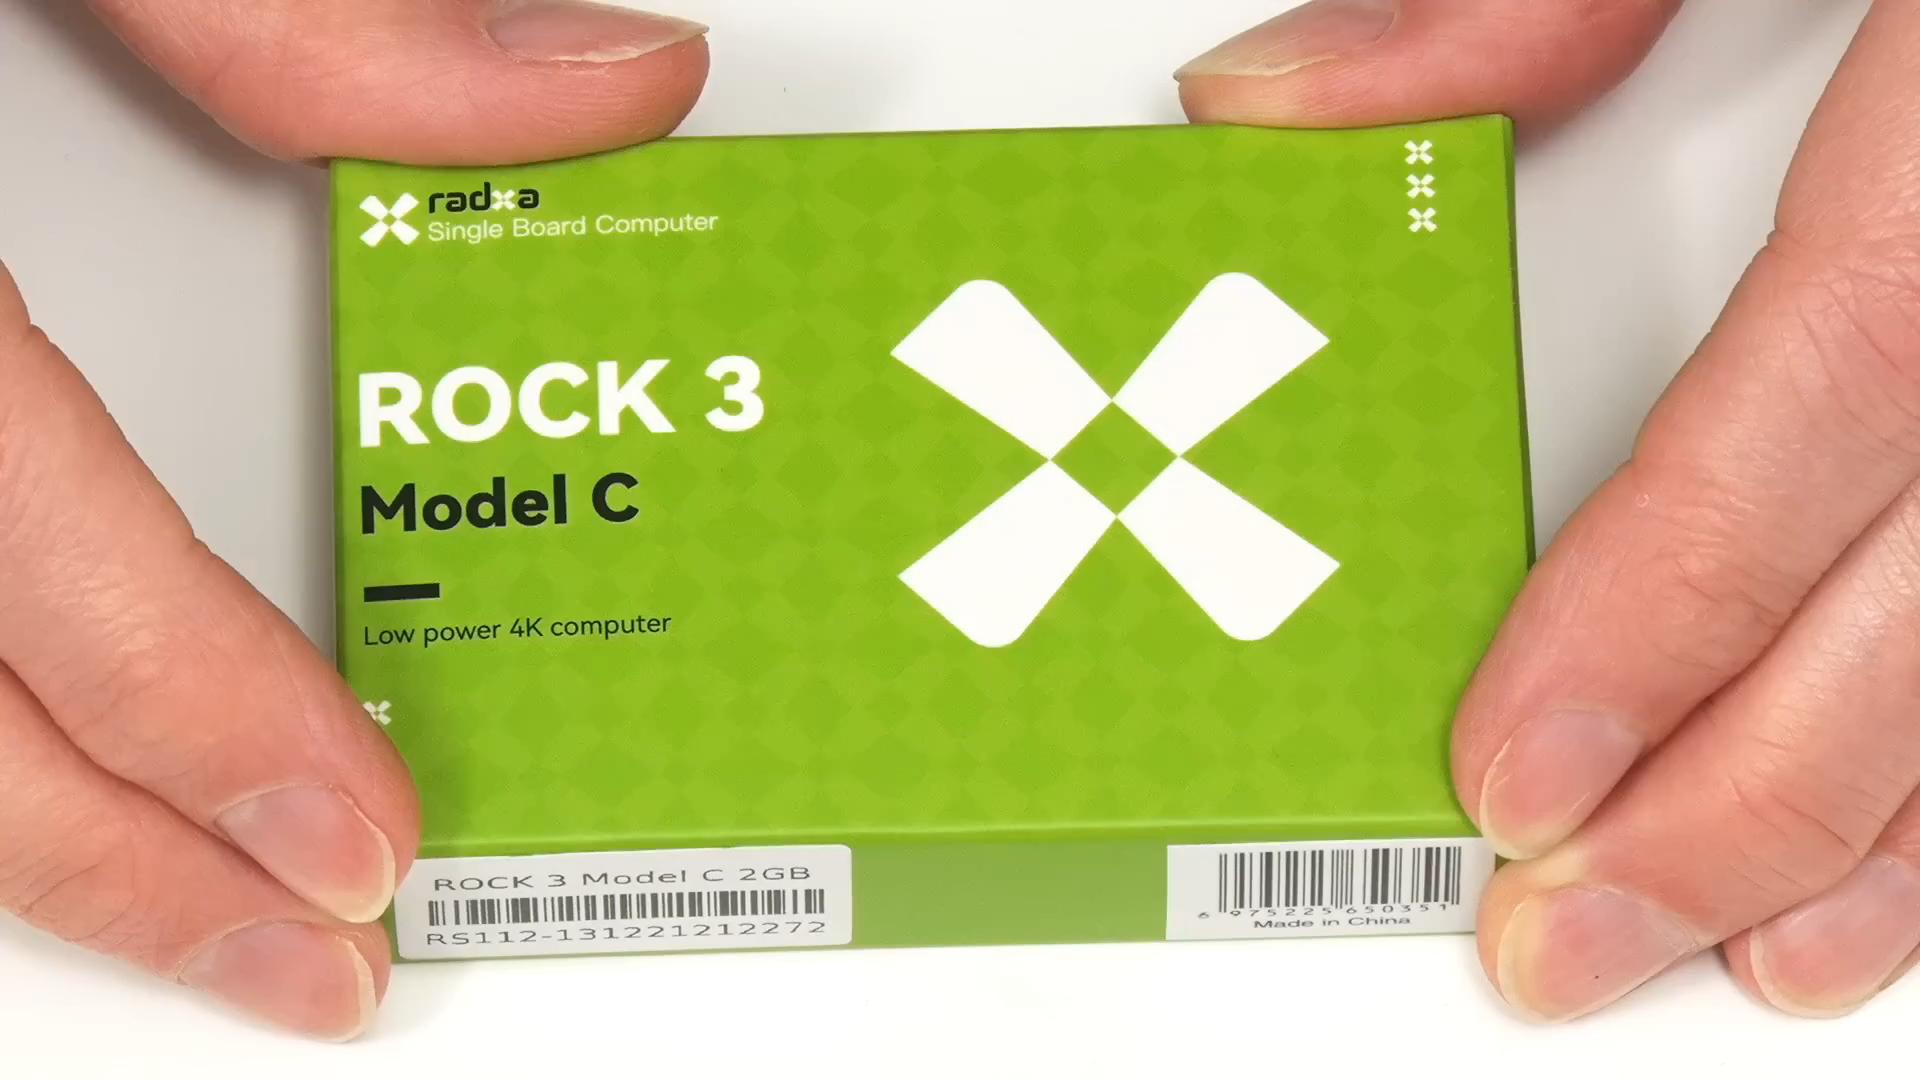 radxa
Single Board Computer
ROCK 3
Model C
Low power 4K computer
ROCK 3 Model C 2GB
RS112-131221212272
6 975225 650351
Made in China